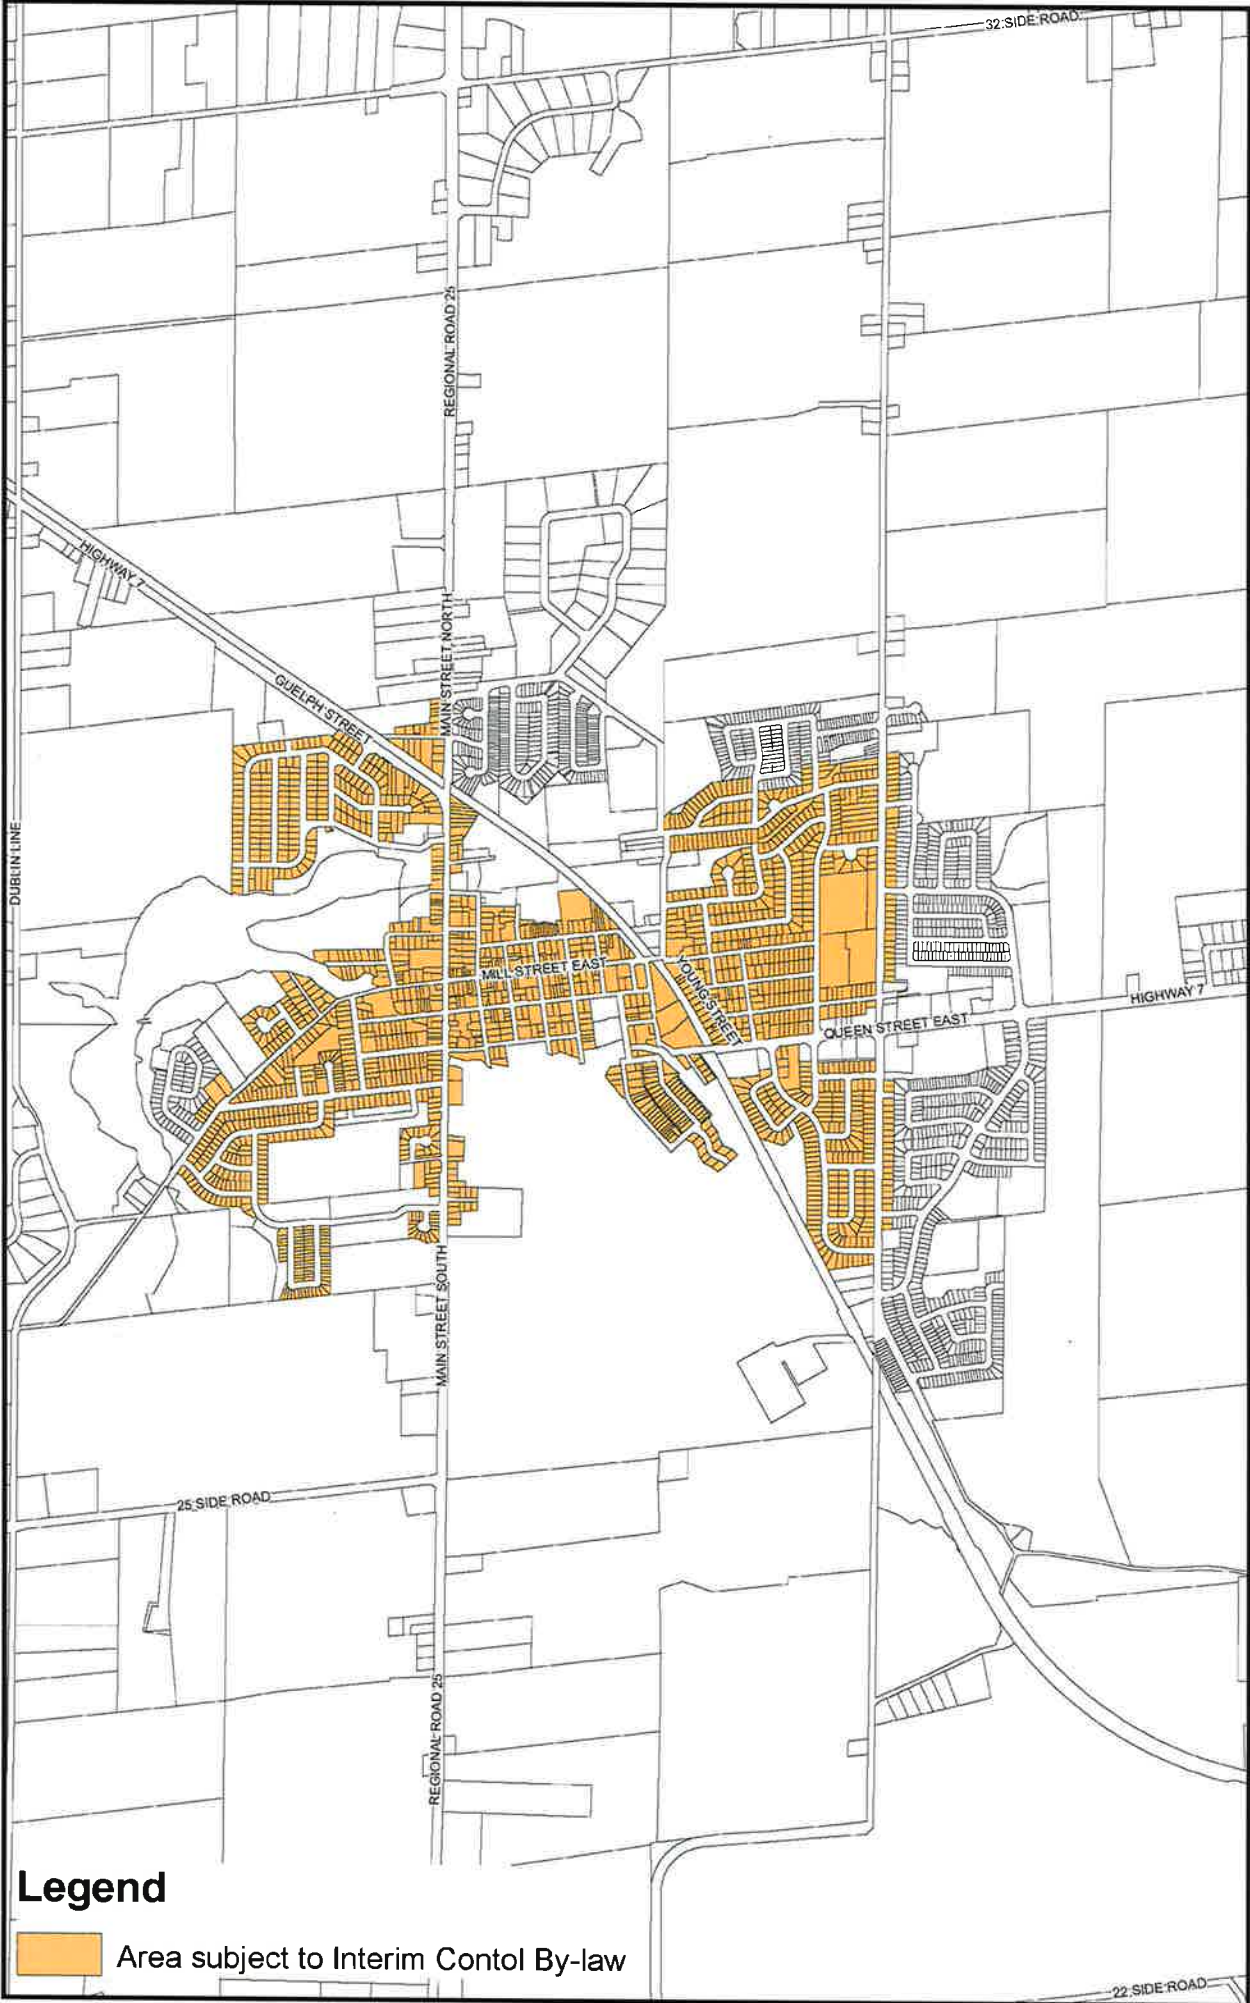 32 SIDE ROAD
REGIONAL ROAD 25
HIGHWAY 7
MAIN STREET NORTH
GUELPH STREET
DUBLIN LINE
MILL STREET EAST
YOUNG STREET
HIGHWAY 7
QUEEN STREET EAST
MAIN STREET SOUTH
25 SIDE ROAD
REGIONAL ROAD 25
Legend
Area subject to Interim Contol By-law
22 SIDE ROAD